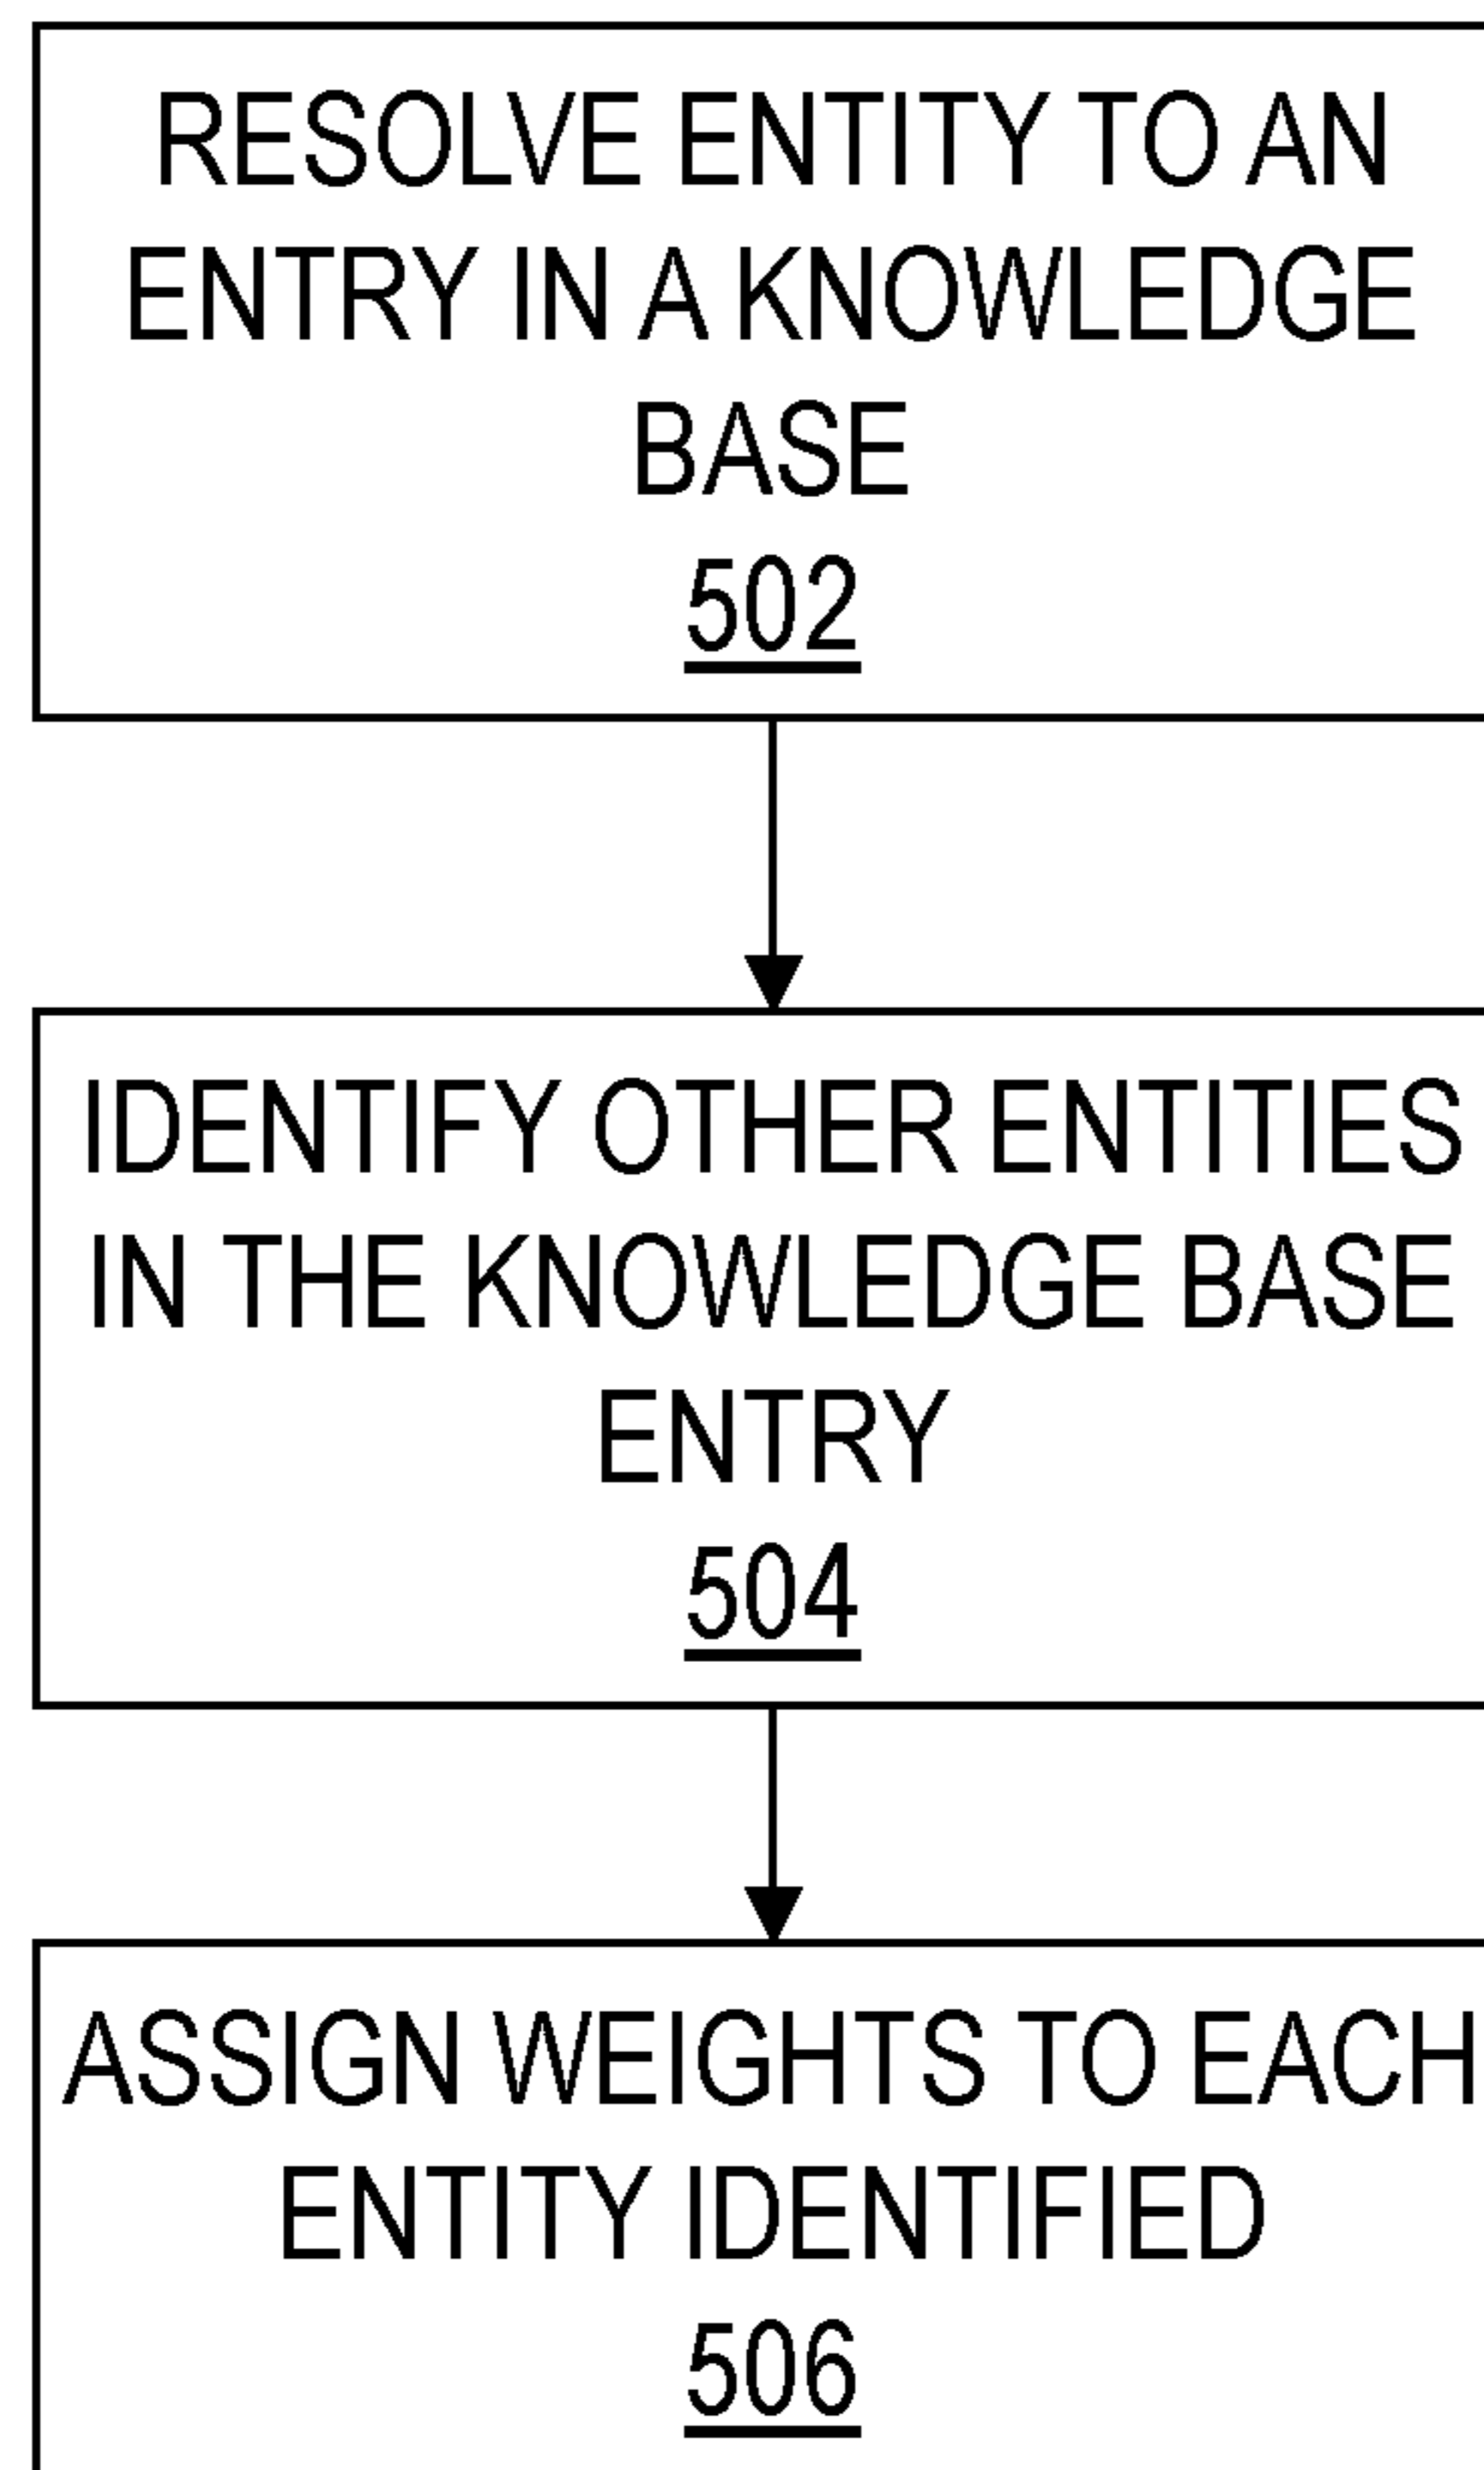 RESOLVE ENTITY TO AN
ENTRY IN A KNOWLEDGE
BASE
502
IDENTIFY OTHER ENTITIES
IN THE KNOWLEDGE BASE
ENTRY
504
ASSIGN WEIGHTS TO EACH
ENTITY IDENTIFIED
506